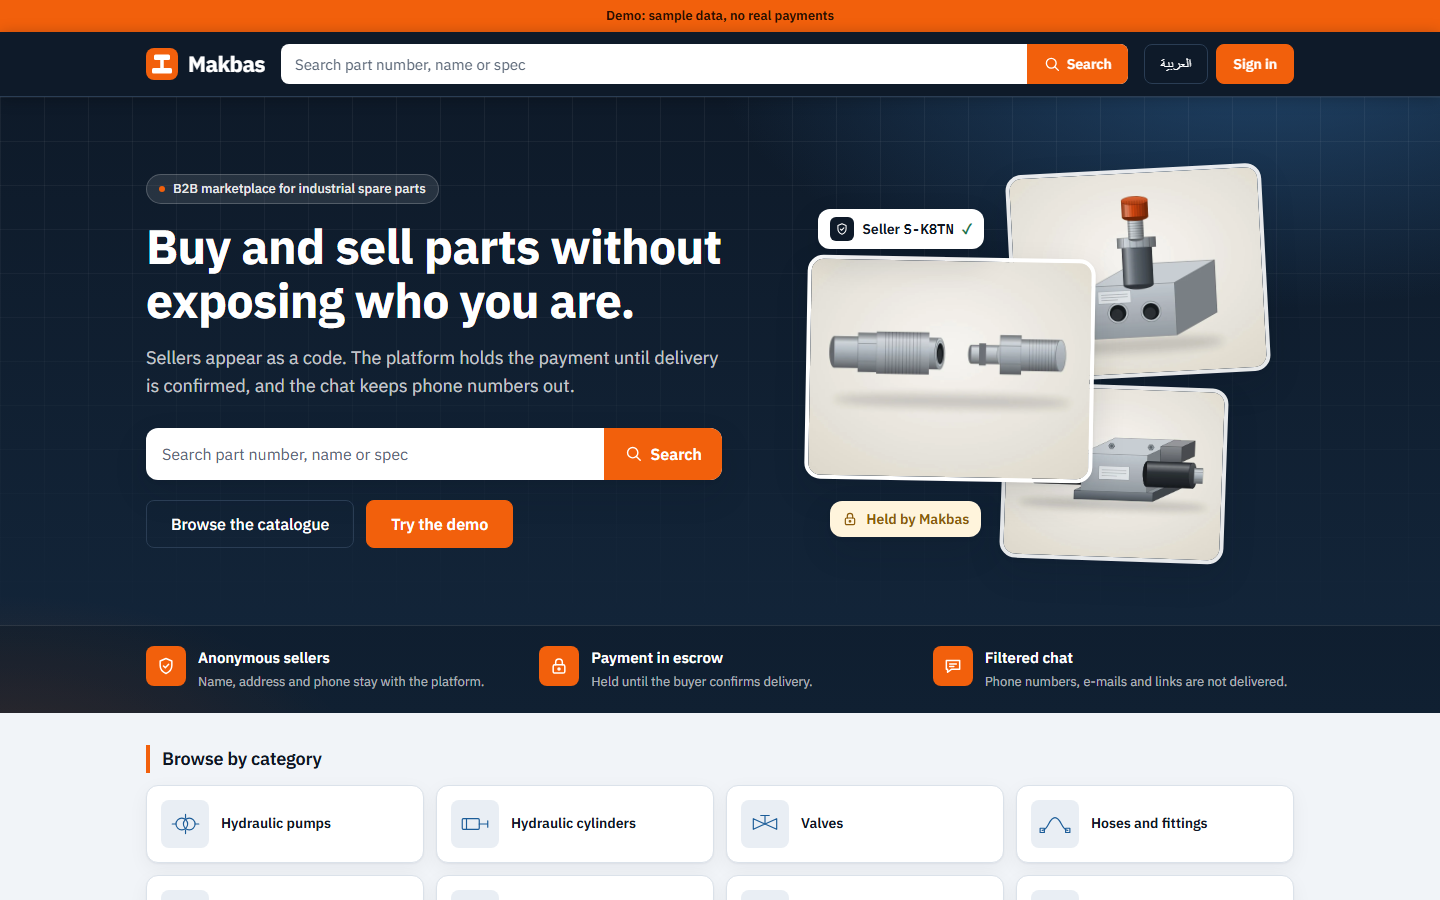 Demo: sample data, no real payments
Makbas
Search part number, name or spec
Search
العربية
Sign in
B2B marketplace for industrial spare parts
Buy and sell parts without
exposing who you are.
Sellers appear as a code. The platform holds the payment until delivery
is confirmed, and the chat keeps phone numbers out.
Search part number, name or spec
Search
Browse the catalogue
Try the demo
Seller S-K8TN ✓
Held by Makbas
Anonymous sellers
Name, address and phone stay with the platform.
Payment in escrow
Held until the buyer confirms delivery.
Filtered chat
Phone numbers, e-mails and links are not delivered.
Browse by category
Hydraulic pumps
Hydraulic cylinders
Valves
Hoses and fittings